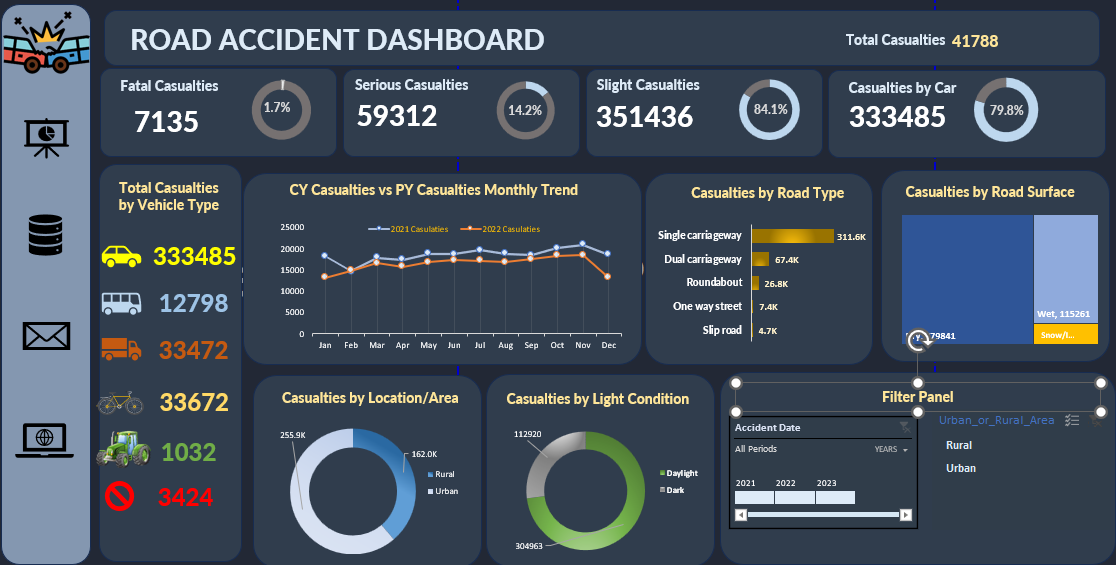 ROAD ACCIDENT DASHBOARD
Total Casualties 41788
Fatal Casualties
7135
1.7%
Serious Casualties
59312
14.2%
Slight Casualties
351436
84.1%
Casualties by Car
333485
79.8%
Total Casualties
by Vehicle Type
333485
12798
33472
33672
1032
3424
CY Casualties vs PY Casualties Monthly Trend
2021 Casulaties
2022 Casulaties
25000
20000
15000
10000
5000
0
Jan Feb Mar Apr May Jun Jul Aug Sep Oct Nov Dec
Casualties by Road Type
Single carriageway 311.6K
Dual carriageway 67.4K
Roundabout 26.8K
One way street 7.4K
Slip road 4.7K
Casualties by Road Surface
79841
Wet, 115261
Snow/I...
Casualties by Location/Area
255.9K
162.0K
Rural
Urban
Casualties by Light Condition
112920
304963
Daylight
Dark
Filter Panel
Accident Date
All Periods YEARS
2021 2022 2023
Urban_or_Rural_Area
Rural
Urban